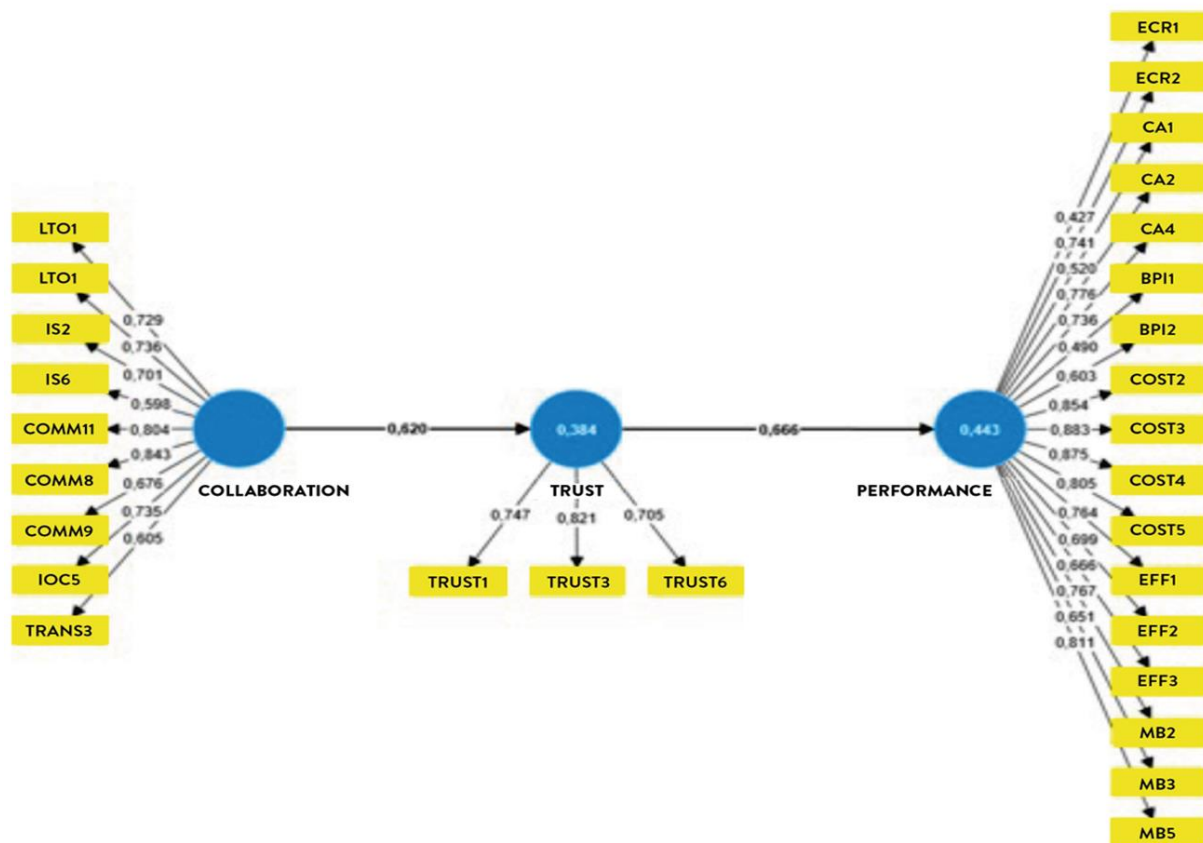 LTO1
LTO1
IS2
IS6
COMM11
COMM8
COMM9
IOC5
TRANS3
0,729
0,736
0,701
0,598
0,804
0,843
0,676
0,735
0,605
COLLABORATION
0,620
0,384
TRUST
0,747
0,821
0,705
TRUST1
TRUST3
TRUST6
0,666
0,443
PERFORMANCE
0,427
0,741
0,520
0,776
0,736
0,490
0,603
0,854
0,883
0,875
0,805
0,764
0,699
0,666
0,767
0,651
0,811
ECR1
ECR2
CA1
CA2
CA4
BPI1
BPI2
COST2
COST3
COST4
COST5
EFF1
EFF2
EFF3
MB2
MB3
MB5